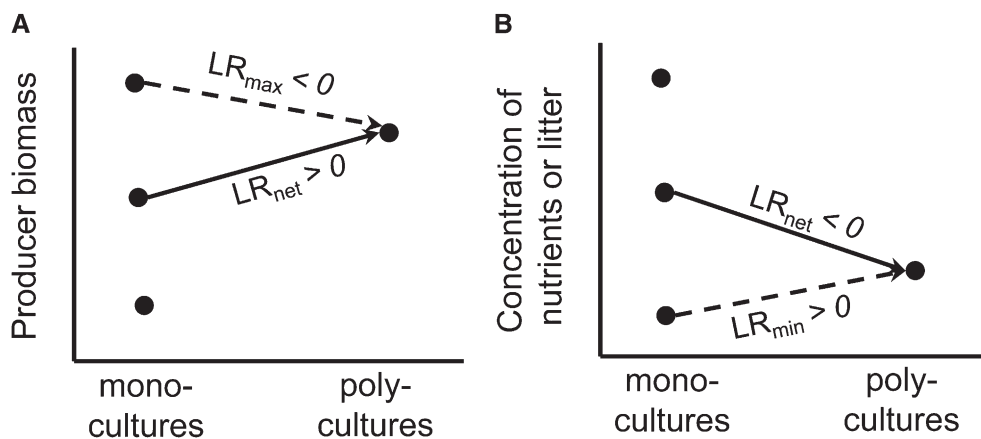 A
Producer biomass
LRmax < 0
LRnet > 0
mono-
cultures
poly-
cultures
B
Concentration of
nutrients or litter
LRnet < 0
LRmin > 0
mono-
cultures
poly-
cultures